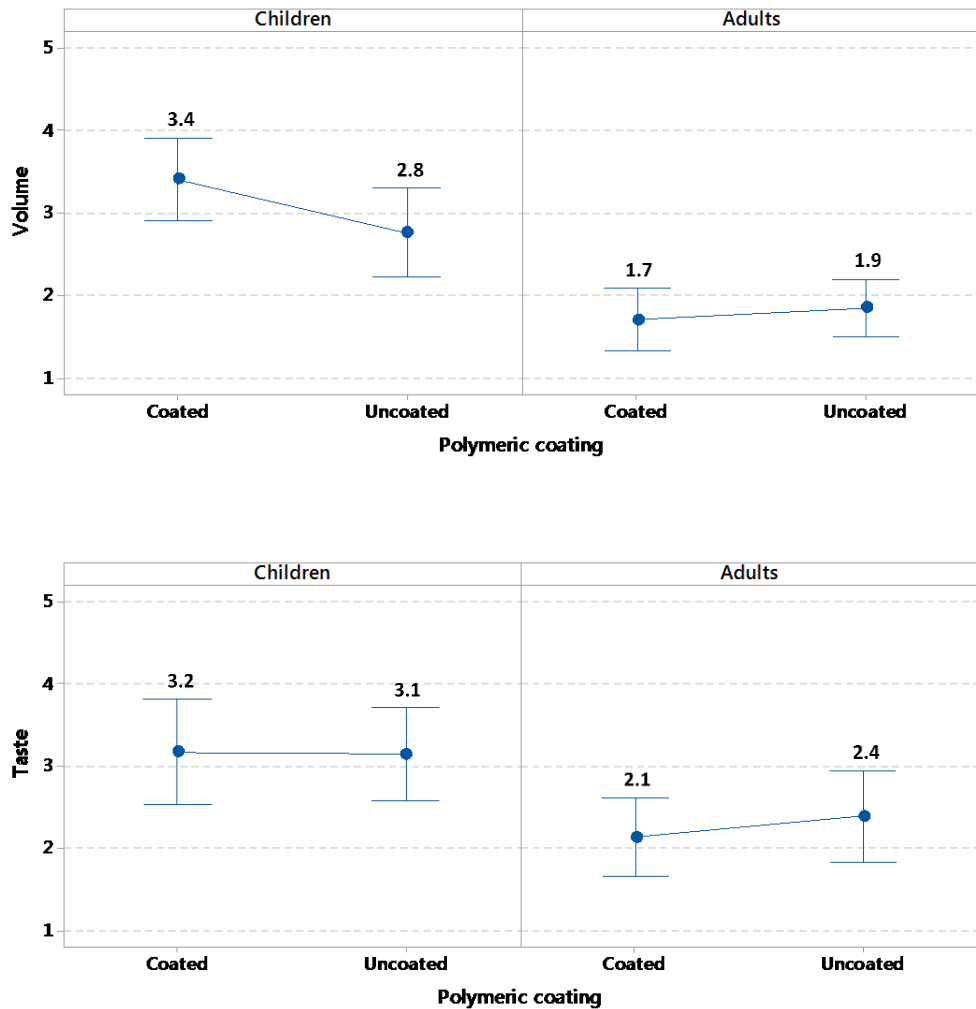 Children Adults
5
4
3
2
1
Volume
3.4
2.8
1.7
1.9
Coated Uncoated Coated Uncoated
Polymeric coating
Children Adults
5
4
3
2
1
Taste
3.2
3.1
2.1
2.4
Coated Uncoated Coated Uncoated
Polymeric coating